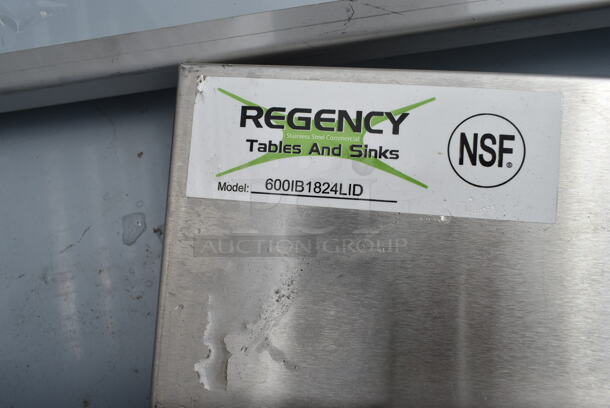 REGENCY
Stainless Steel Commercial
Tables And Sinks
NSF®
Model: 600IB1824LID
AUCTION GROUP